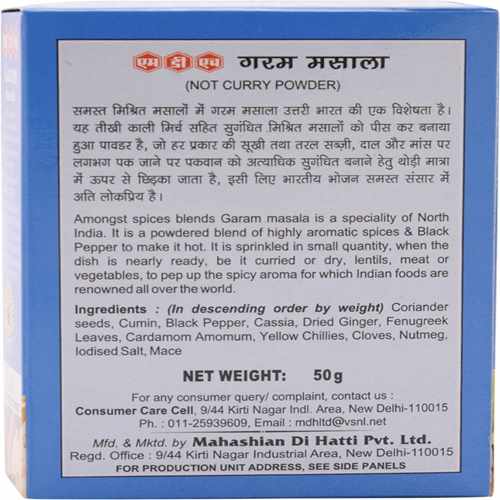 एम डी एच गरम मसाला
(NOT CURRY POWDER)
समस्त मिश्रित मसालों में गरम मसाला उत्तरी भारत की एक विशेषता है।
यह तीखी काली मिर्च सहित सुगंधित मिश्रित मसालों को पीस कर बनाया
हुआ पावडर है, जो हर प्रकार की सूखी तथा तरल सब्ज़ी, दाल और मांस पर
लगभग पक जाने पर पकवान को अत्याधिक सुगंधित बनाने हेतु थोड़ी मात्रा
में ऊपर से छिड़का जाता है, इसी लिए भारतीय भोजन समस्त संसार में
अति लोकप्रिय है।
Amongst spices blends Garam masala is a speciality of North
India. It is a powdered blend of highly aromatic spices & Black
Pepper to make it hot. It is sprinkled in small quantity, when the
dish is nearly ready, be it curried or dry, lentils, meat or
vegetables, to pep up the spicy aroma for which Indian foods are
renowned all over the world.
Ingredients : (In descending order by weight) Coriander
seeds, Cumin, Black Pepper, Cassia, Dried Ginger, Fenugreek
Leaves, Cardamom Amomum, Yellow Chillies, Cloves, Nutmeg,
Iodised Salt, Mace
NET WEIGHT: 50g
For any consumer query/ complaint, contact us :
Consumer Care Cell, 9/44 Kirti Nagar Indl. Area, New Delhi-110015
Ph. : 011-25939609, Email : mdhltd@vsnl.net
Mfd. & Mktd. by Mahashian Di Hatti Pvt. Ltd.
Regd. Office : 9/44 Kirti Nagar Industrial Area, New Delhi-110015
FOR PRODUCTION UNIT ADDRESS, SEE SIDE PANELS